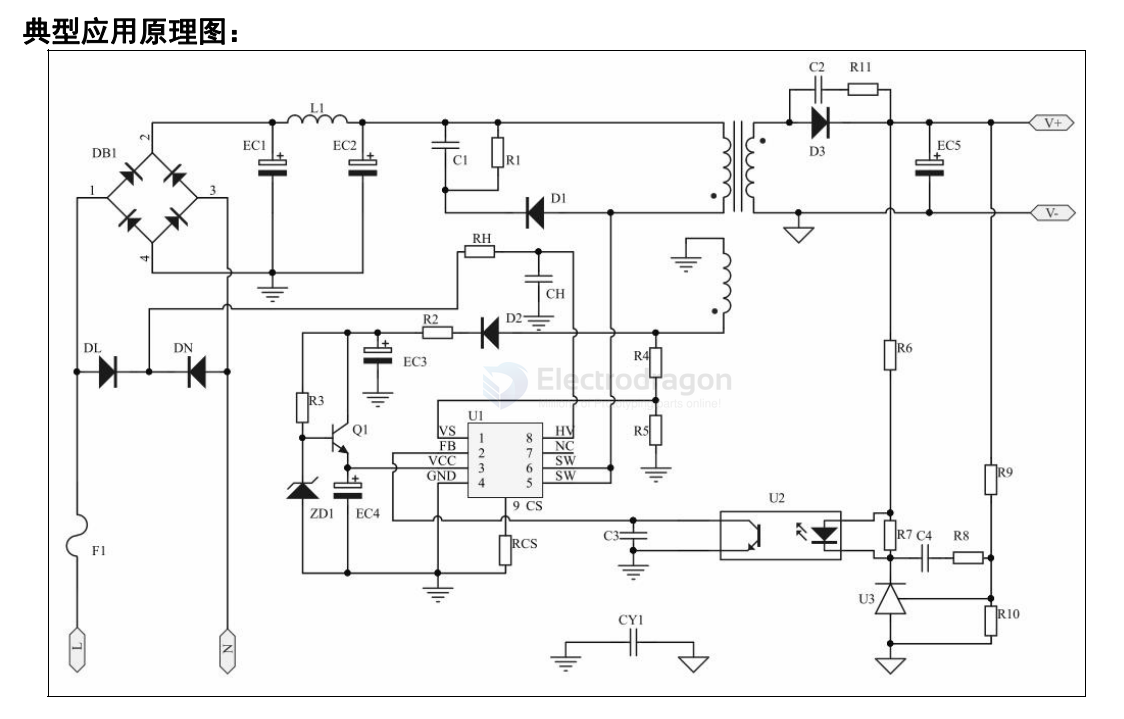 典型应用原理图：
C2 R11
L1
V+
2
DB1
EC1 EC2
C1 R1
D3
EC5
1 3
D1
V-
RH
4
CH
R2 D2
DL DN
EC3
R4
R6
Electrodragon
R3
U1
Q1
VS 1 8 HV
R5
FB 2 7 NC
VCC 3 6 SW
GND 4 5 SW
R9
ZD1 EC4
9 CS
U2
F1
RCS
C3
R7 C4 R8
U3
R10
CY1
L
N